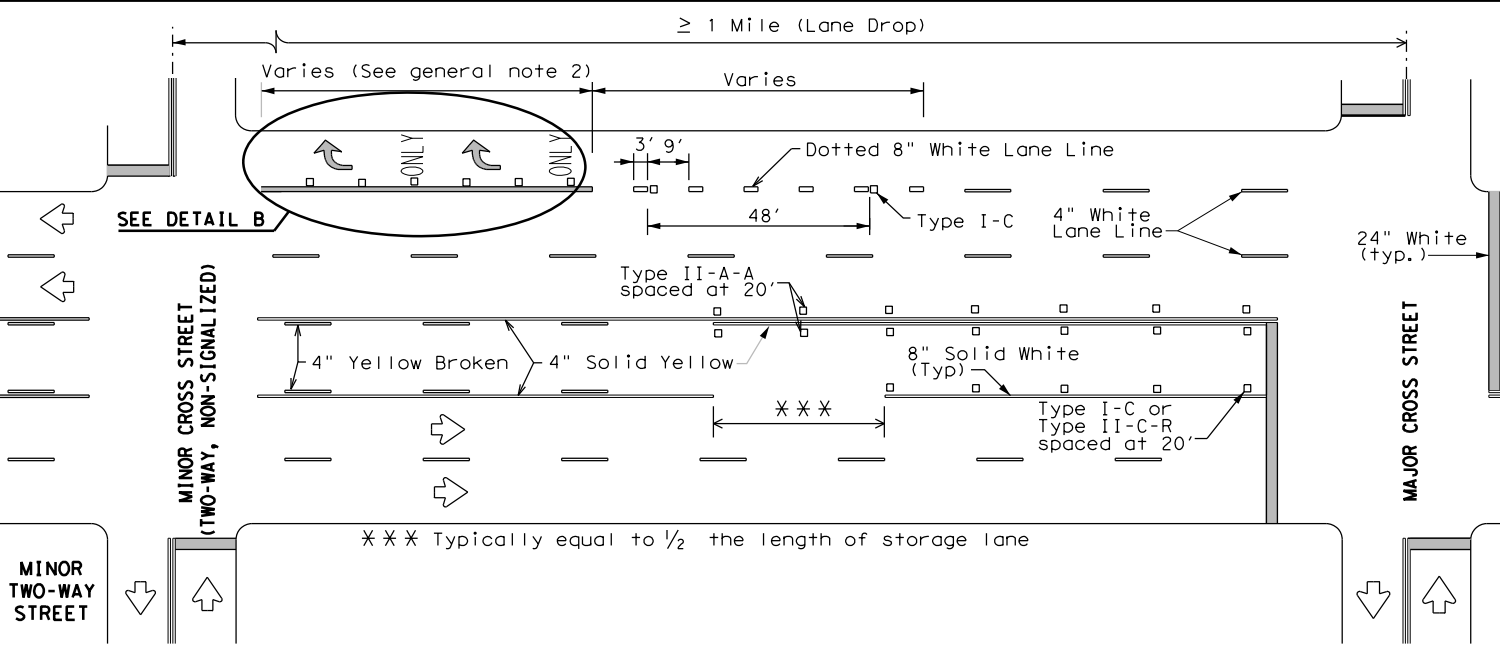 ≥ 1 Mile (Lane Drop)
Varies (See general note 2)
Varies
ONLY
ONLY
3' 9'
Dotted 8" White Lane Line
SEE DETAIL B
48'
Type I-C
4" White
Lane Line
24" White
(typ.)
Type II-A-A
spaced at 20'
MINOR CROSS STREET
(TWO-WAY, NON-SIGNALIZED)
4" Yellow Broken
4" Solid Yellow
8" Solid White
(Typ)
***
Type I-C or
Type II-C-R
spaced at 20'
MAJOR CROSS STREET
*** Typically equal to ½ the length of storage lane
MINOR
TWO-WAY
STREET